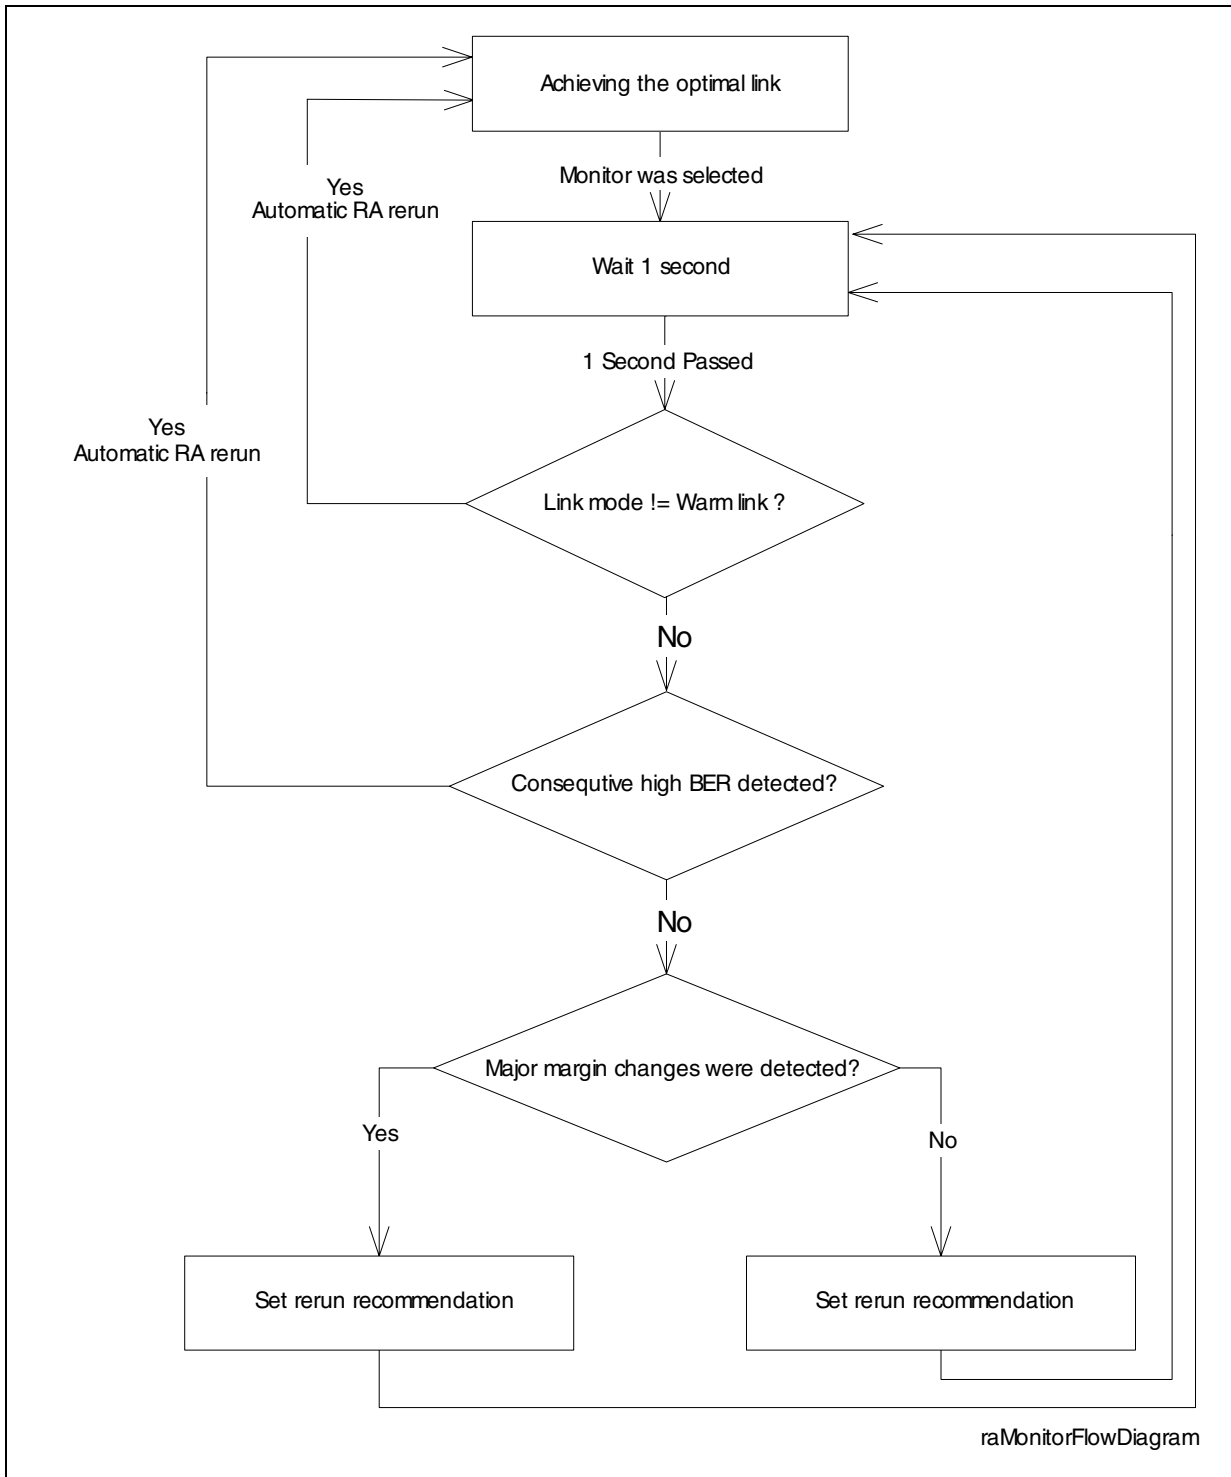 Achieving the optimal link
Monitor was selected
Yes
Automatic RA rerun
Wait 1 second
1 Second Passed
Yes
Automatic RA rerun
Link mode != Warm link ?
No
Consequtive high BER detected?
No
Major margin changes were detected?
Yes
No
Set rerun recommendation
Set rerun recommendation
raMonitorFlowDiagram